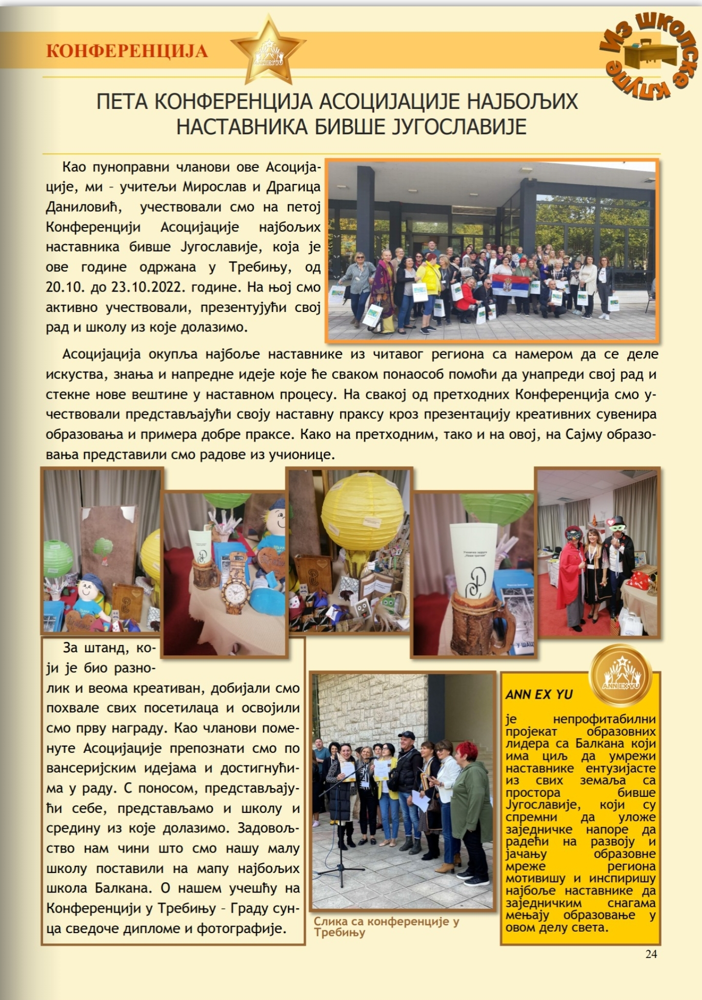 КОНФЕРЕНЦИЈА
ANN EX YU
Из школске клупе
ПЕТА КОНФЕРЕНЦИЈА АСОЦИЈАЦИЈЕ НАЈБОЉИХ
НАСТАВНИКА БИВШЕ ЈУГОСЛАВИЈЕ
Као пуноправни чланови ове Асоција-
ције, ми – учитељи Мирослав и Драгица
Даниловић, учествовали смо на петој
Конференцији Асоцијације најбољих
наставника бивше Југославије, која је
ове године одржана у Требињу, од
20.10. до 23.10.2022. године. На њој смо
активно учествовали, презентујући свој
рад и школу из које долазимо.
Асоцијација окупља најбоље наставнике из читавог региона са намером да се деле
искуства, знања и напредне идеје које ће сваком понаособ помоћи да унапреди свој рад и
стекне нове вештине у наставном процесу. На свакој од претходних Конференција смо у-
чествовали представљајући своју наставну праксу кроз презентацију креативних сувенира
образовања и примера добре праксе. Како на претходним, тако и на овој, на Сајму образо-
вања представили смо радове из учионице.
Ученичка задруга
У ШАЦ
За штанд, ко-
ји је био разно-
лик и веома креативан, добијали смо
похвале свих посетилаца и освојили
смо прву награду. Као чланови поме-
нуте Асоцијације препознати смо по
вансеријским идејама и достигнући-
ма у раду. С поносом, представљају-
ћи себе, представљамо и школу и
средину из које долазимо. Задовољ-
ство нам чини што смо нашу малу
школу поставили на мапу најбољих
школа Балкана. О нашем учешћу на
Конференцији у Требињу – Граду сун-
ца сведоче дипломе и фотографије.
Слика са конференције у
Требињу
ANN EX YU
ANN EX YU
је непрофитабилни
пројекат образовних
лидера са Балкана који
има циљ да умрежи
наставнике ентузијасте
из свих земаља са
простора бивше
Југославије, који су
спремни да уложе
заједничке напоре да
радећи на развоју и
јачању образовне
мреже региона
мотивишу и инспиришу
најбоље наставнике да
заједничким снагама
мењају образовање у
овом делу света.
24